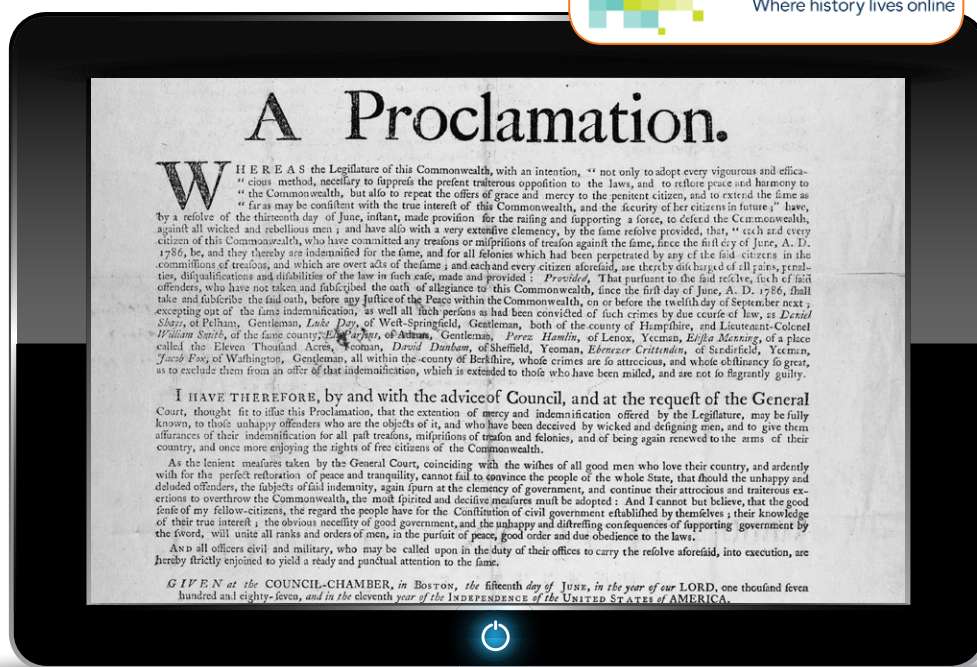 Where history lives online
A Proclamation.
WHEREAS the Legiſlature of this Commonwealth, with an intention, “ not only to adopt every vigourous and effica-
“ cious method, neceſſary to ſuppreſs the preſent traiterous oppoſition to the laws, and to reſtore peace and harmony to
“ the Commonwealth, but alſo to repeat the offers of grace and mercy to the penitent citizen, and to extend the ſame as
“ far as may be conſiſtent with the true intereſt of this Commonwealth, and the ſecurity of her citizens in future ;” have,
by a reſolve of the thirteenth day of June, inſtant, made proviſion for the raiſing and ſupporting a force, to defend the Commonwealth,
againſt all wicked and rebellious men ; and have alſo with a very extenſive clemency, by the ſame reſolve provided, that, “ each and every
citizen of this Commonwealth, who have committed any treaſons or miſpriſions of treaſon againſt the ſame, ſince the firſt day of June, A. D.
1786, be, and they hereby are indemnified for the ſame, and for all felonies which had been perpetrated by any of the ſaid citizens in the
commiſſions of treaſons, and which are overt acts of the ſame ; and each and every citizen aforeſaid, are thereby diſcharged of all pains, penal-
ties, diſqualifications and diſabilities of the law in ſuch caſe, made and provided : Provided, That purſuant to the ſaid reſolve, ſuch of ſaid
offenders, who have not taken and ſubſcribed the oath of allegiance to this Commonwealth, ſince the firſt day of June, A. D. 1786, ſhall
take and ſubſcribe the ſaid oath, before any Juſtice of the Peace within the Commonwealth, on or before the twelfth day of September next ;
excepting out of the ſame indemnification, as well all ſuch perſons as had been convicted of ſuch crimes by due courſe of law, as Daniel
Shays, of Pelham, Gentleman, Luke Day, of Weſt-Springfield, Gentleman, both of the county of Hampſhire, and Lieutenant-Colonel
William Smith, of the ſame county, Eli Parſons, of Adams, Gentleman, Perez Hamlin, of Lenox, Yeoman, Eliſha Manning, of a place
called the Eleven Thouſand Acres, Yeoman, David Dunham, of Sheffield, Yeoman, Ebenezer Crittenden, of Sandisfield, Yeoman,
Jacob Fox, of Waſhington, Gentleman, all within the county of Berkſhire, whoſe crimes are ſo attrocious, and whoſe obſtinancy ſo great,
as to exclude them from an offer of that indemnification, which is extended to thoſe who have been miſled, and are not ſo flagrantly guilty.
I HAVE THEREFORE, by and with the advice of Council, and at the requeſt of the General
Court, thought fit to iſſue this Proclamation, that the extention of mercy and indemnification offered by the Legiſlature, may be fully
known, to thoſe unhappy offenders who are the objects of it, and who have been deceived by wicked and deſigning men, and to give them
aſſurances of their indemnification for all paſt treaſons, miſpriſions of treaſon and felonies, and of being again renewed to the arms of their
country, and once more enjoying the rights of free citizens of the Commonwealth.
As the lenient meaſures taken by the General Court, coinciding with the wiſhes of all good men who love their country, and ardently
wiſh for the perfect reſtoration of peace and tranquility, cannot fail to convince the people of the whole State, that ſhould the unhappy and
deluded offenders, the ſubjects of ſaid indemnity, again ſpurn at the clemency of government, and continue their attrocious and traiterous ex-
ertions to overthrow the Commonwealth, the moſt ſpirited and deciſive meaſures muſt be adopted : And I cannot but believe, that the good
ſenſe of my fellow-citizens, the regard the people have for the Conſtitution of civil government eſtabliſhed by themſelves ; their knowledge
of their true intereſt ; the obvious neceſſity of good government, and the unhappy and diſtreſſing conſequences of ſupporting government by
the ſword, will unite all ranks and orders of men, in the purſuit of peace, good order and due obedience to the laws.
AND all officers civil and military, who may be called upon in the duty of their offices to carry the reſolve aforeſaid, into execution, are
hereby ſtrictly enjoined to yield a ready and punctual attention to the ſame.
GIVEN at the COUNCIL-CHAMBER, in BOSTON, the fifteenth day of JUNE, in the year of our LORD, one thouſand ſeven
hundred and eighty-ſeven, and in the eleventh year of the INDEPENDENCE of the UNITED STATES of AMERICA.